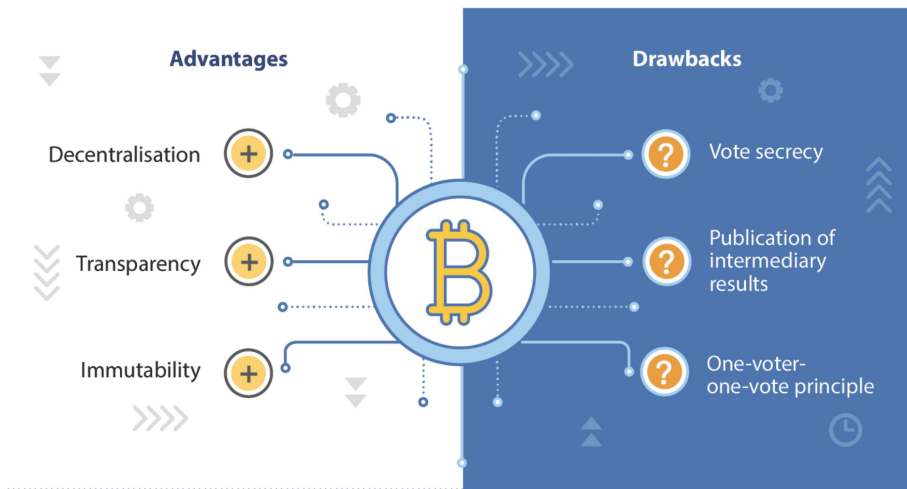 Advantages
Decentralisation
Transparency
Immutability
Drawbacks
Vote secrecy
Publication of
intermediary
results
One-voter-
one-vote principle